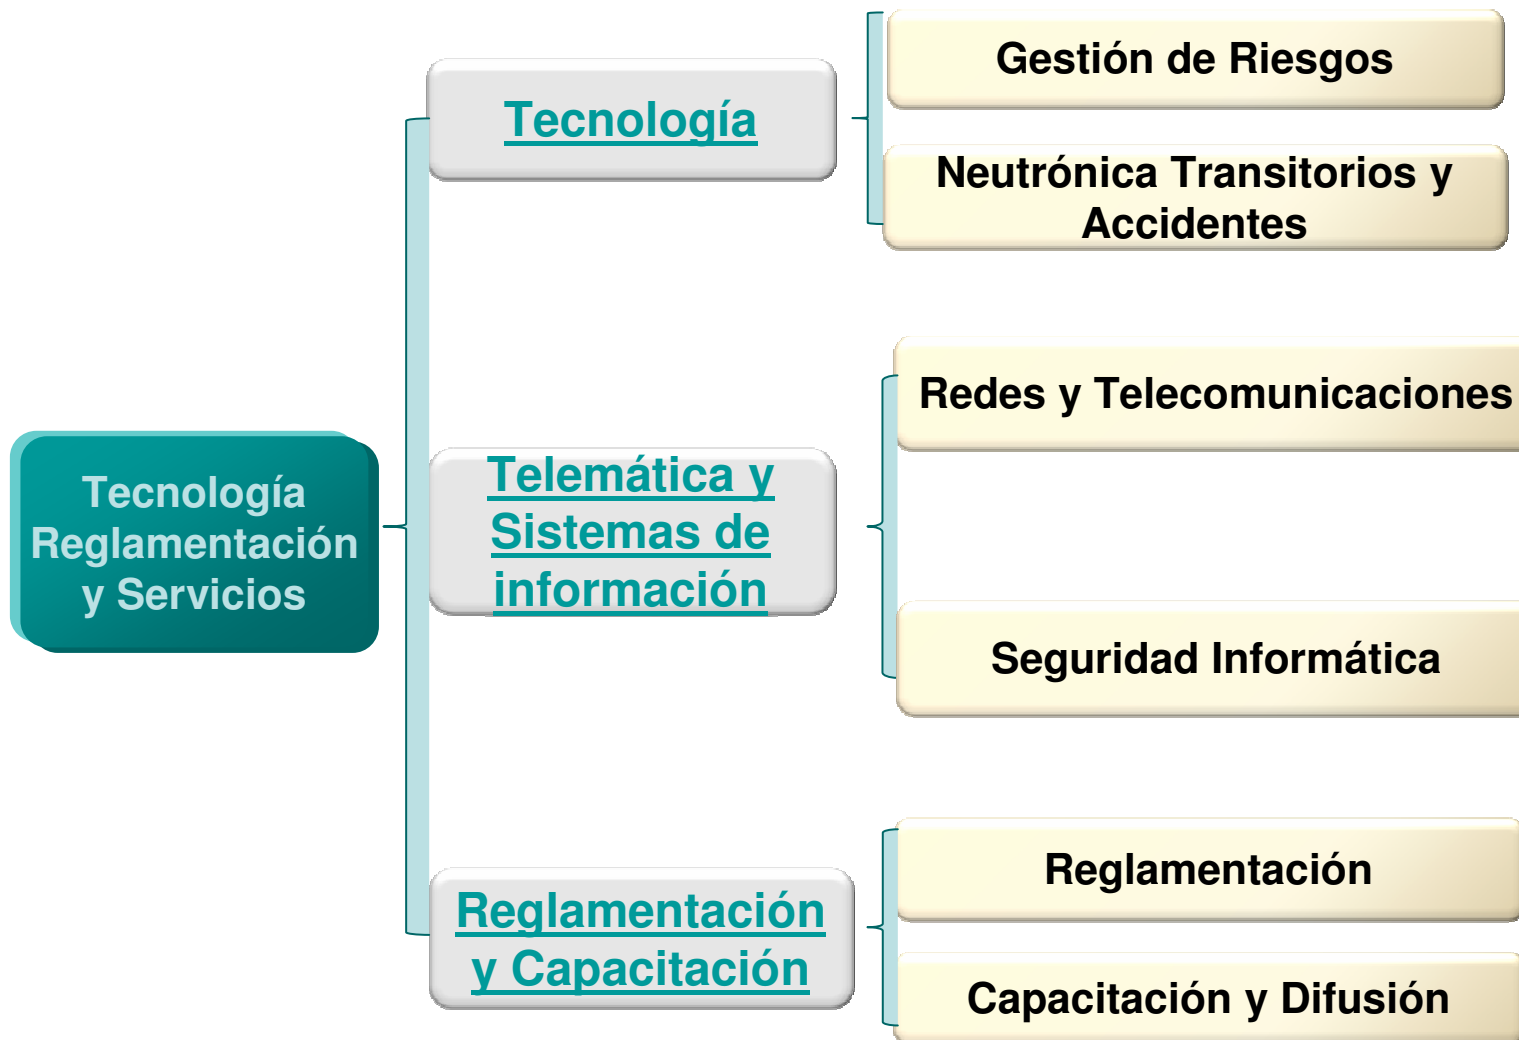 Tecnología
Reglamentación
y Servicios
Tecnología
Gestión de Riesgos
Neutrónica Transitorios y
Accidentes
Telemática y
Sistemas de
información
Redes y Telecomunicaciones
Seguridad Informática
Reglamentación
y Capacitación
Reglamentación
Capacitación y Difusión